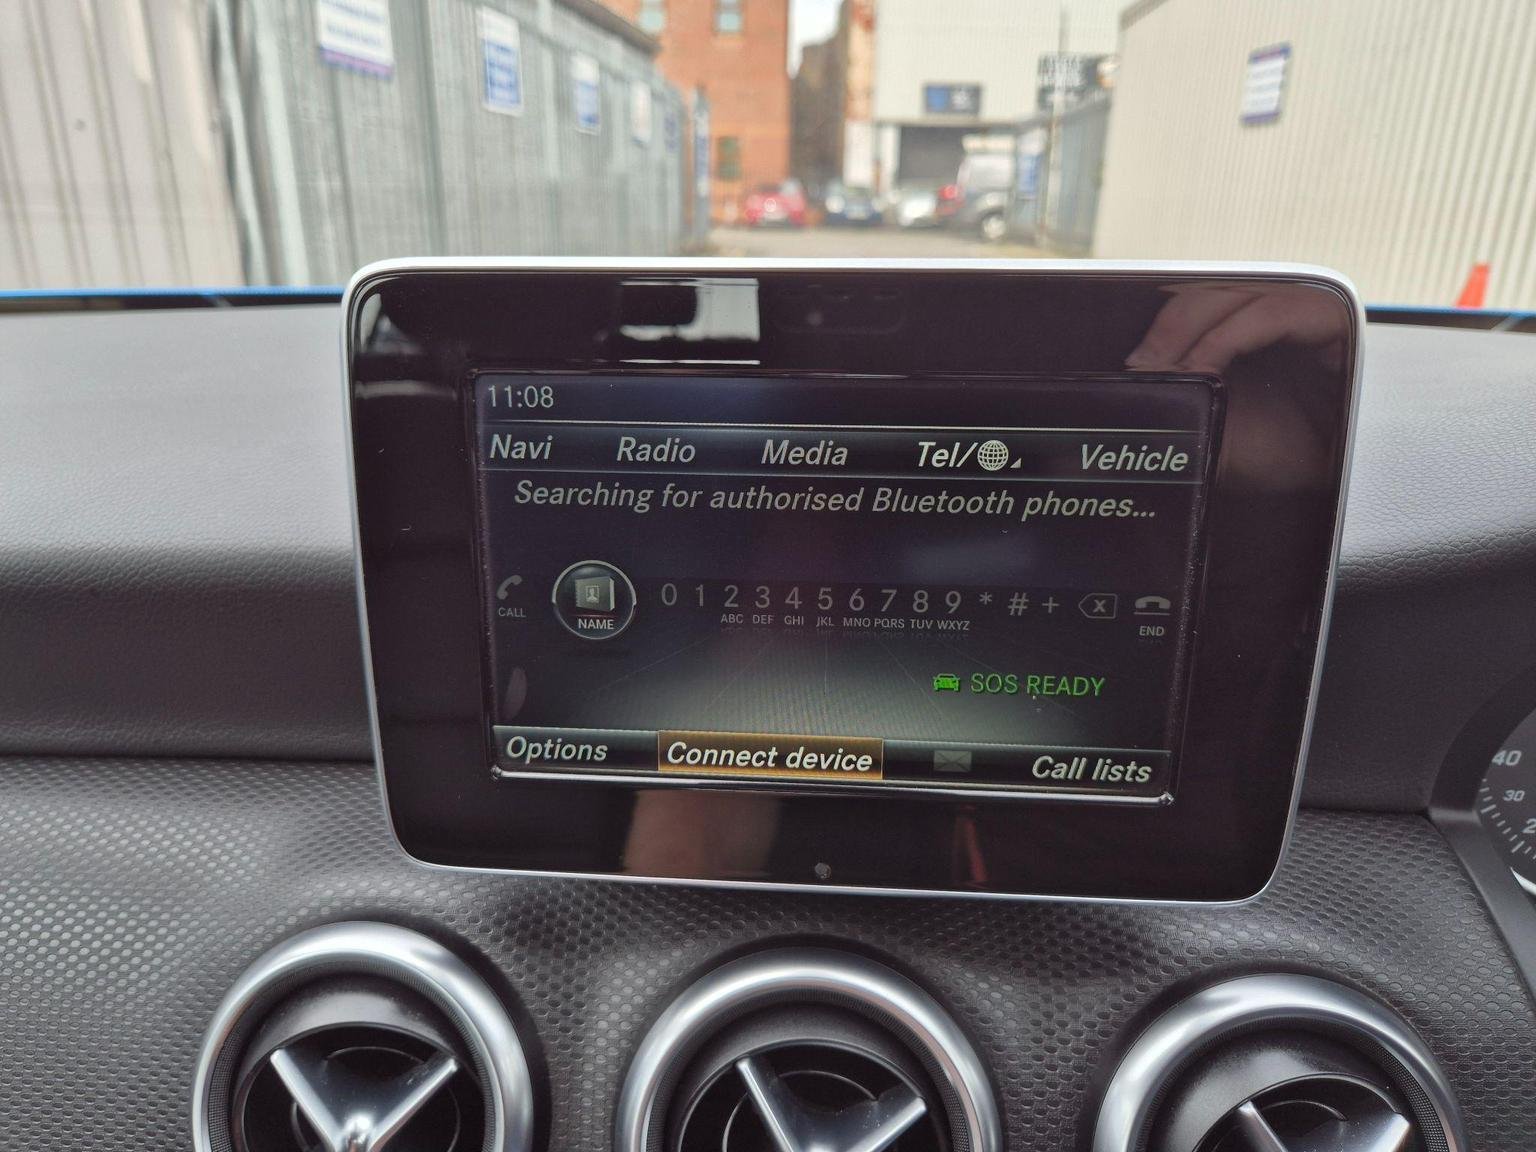 11:08
Navi Radio Media Tel/ Vehicle
Searching for authorised Bluetooth phones...
0 1 2 3 4 5 6 7 8 9 * # + x
CALL NAME ABC DEF GHI JKL MNO PQRS TUV WXYZ END
SOS READY
Options Connect device Call lists
40
30